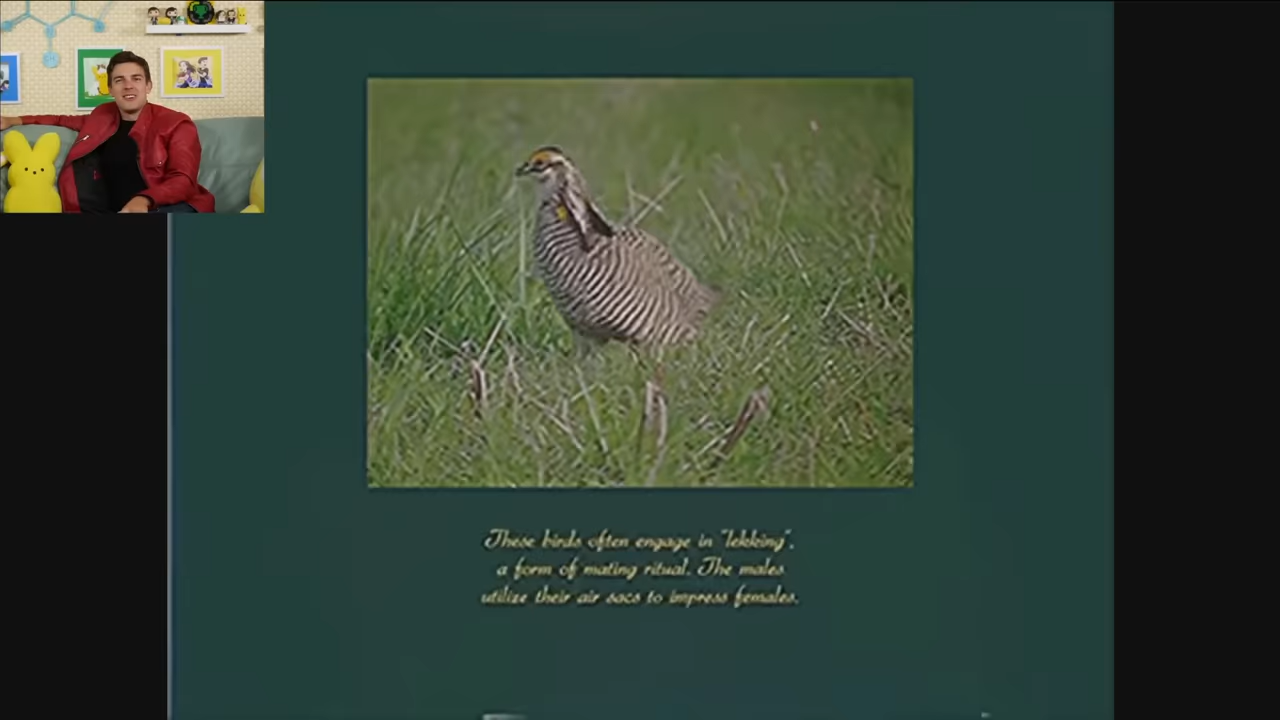 These birds often engage in "lekking",
a form of mating ritual. The males
utilize their air sacs to impress females.